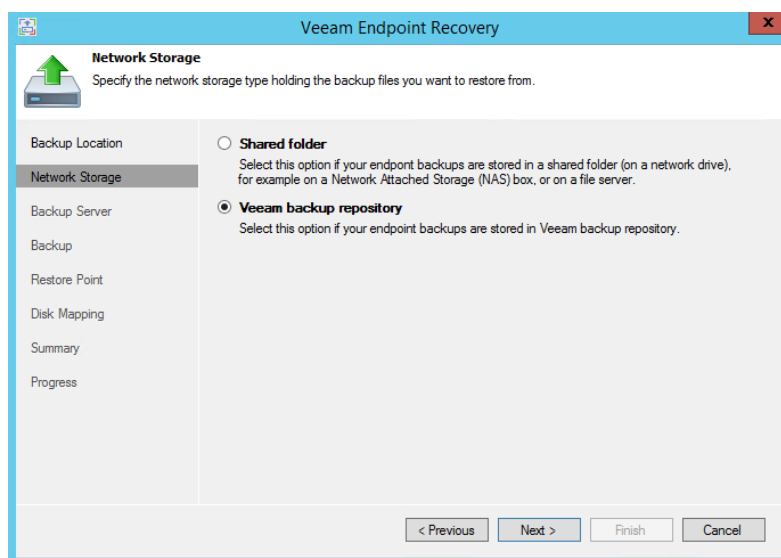 Veeam Endpoint Recovery
x
Network Storage
Specify the network storage type holding the backup files you want to restore from.
Backup Location
Network Storage
Backup Server
Backup
Restore Point
Disk Mapping
Summary
Progress
Shared folder
Select this option if your endpont backups are stored in a shared folder (on a network drive),
for example on a Network Attached Storage (NAS) box, or on a file server.
Veeam backup repository
Select this option if your endpoint backups are stored in Veeam backup repository.
< Previous
Next >
Finish
Cancel